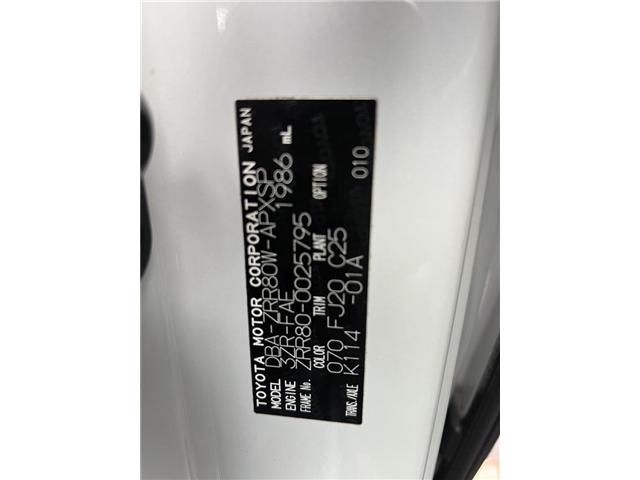 TOYOTA MOTOR CORPORATION JAPAN
MODEL DBA-ZRR80W-APXSP
ENGINE 3ZR-FAE 1986 mL
FRAME No. ZRR80-0025795
COLOR TRIM PLANT OPTION
070 FJ20 C25 010
TRANS./AXLE K114 -01A